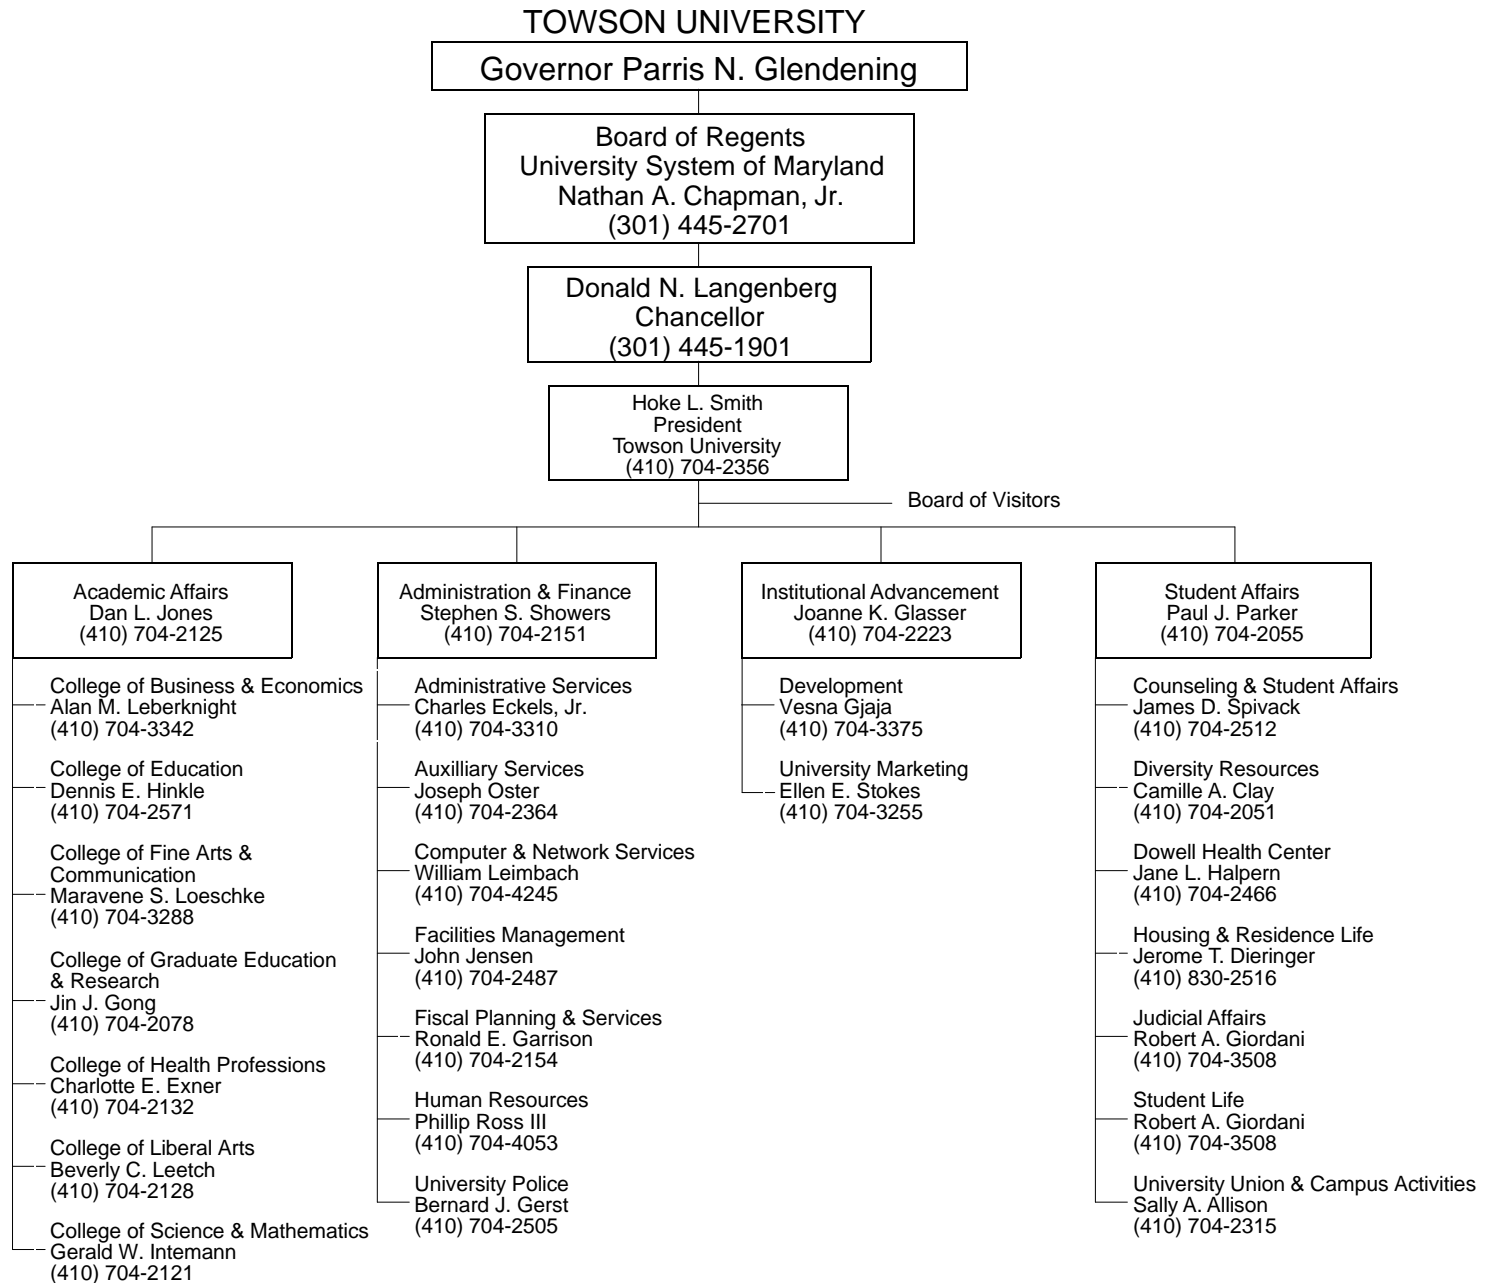 TOWSON UNIVERSITY
Governor Parris N. Glendening
Board of Regents
University System of Maryland
Nathan A. Chapman, Jr.
(301) 445-2701
Donald N. Langenberg
Chancellor
(301) 445-1901
Hoke L. Smith
President
Towson University
(410) 704-2356
Board of Visitors
Academic Affairs
Dan L. Jones
(410) 704-2125
College of Business & Economics
Alan M. Leberknight
(410) 704-3342
College of Education
Dennis E. Hinkle
(410) 704-2571
College of Fine Arts &
Communication
Maravene S. Loeschke
(410) 704-3288
College of Graduate Education
& Research
Jin J. Gong
(410) 704-2078
College of Health Professions
Charlotte E. Exner
(410) 704-2132
College of Liberal Arts
Beverly C. Leetch
(410) 704-2128
College of Science & Mathematics
Gerald W. Intemann
(410) 704-2121
Administration & Finance
Stephen S. Showers
(410) 704-2151
Administrative Services
Charles Eckels, Jr.
(410) 704-3310
Auxilliary Services
Joseph Oster
(410) 704-2364
Computer & Network Services
William Leimbach
(410) 704-4245
Facilities Management
John Jensen
(410) 704-2487
Fiscal Planning & Services
Ronald E. Garrison
(410) 704-2154
Human Resources
Phillip Ross III
(410) 704-4053
University Police
Bernard J. Gerst
(410) 704-2505
Institutional Advancement
Joanne K. Glasser
(410) 704-2223
Development
Vesna Gjaja
(410) 704-3375
University Marketing
Ellen E. Stokes
(410) 704-3255
Student Affairs
Paul J. Parker
(410) 704-2055
Counseling & Student Affairs
James D. Spivack
(410) 704-2512
Diversity Resources
Camille A. Clay
(410) 704-2051
Dowell Health Center
Jane L. Halpern
(410) 704-2466
Housing & Residence Life
Jerome T. Dieringer
(410) 830-2516
Judicial Affairs
Robert A. Giordani
(410) 704-3508
Student Life
Robert A. Giordani
(410) 704-3508
University Union & Campus Activities
Sally A. Allison
(410) 704-2315